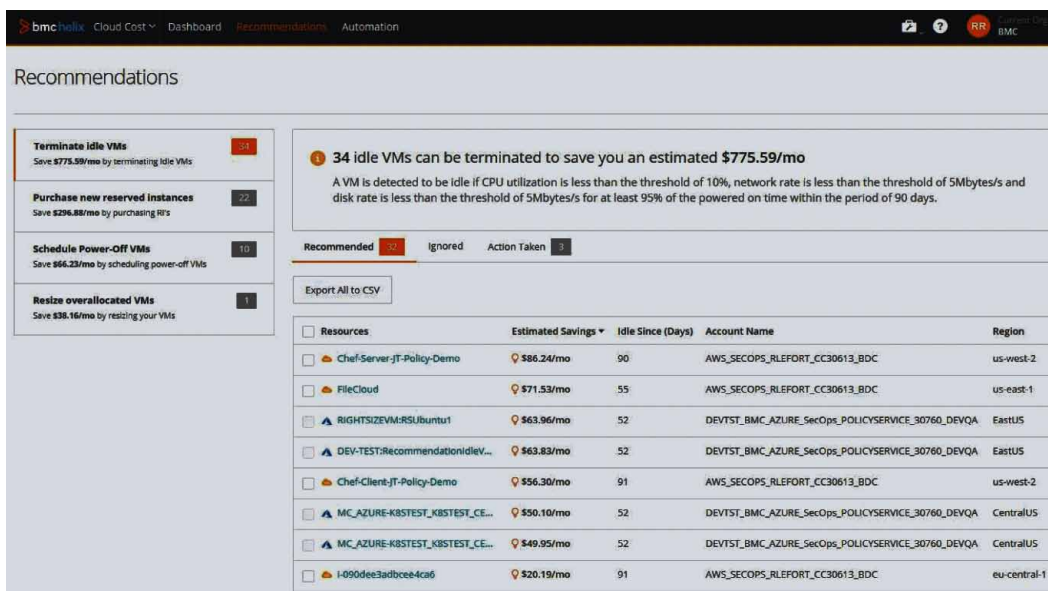 bmc helix Cloud Cost Dashboard Recommendations Automation
RR
Current Org
BMC
Recommendations
Terminate idle VMs 34
Save $775.59/mo by terminating Idle VMs
Purchase new reserved instances 22
Save $296.88/mo by purchasing RI's
Schedule Power-Off VMs 10
Save $66.23/mo by scheduling power-off VMs
Resize overallocated VMs 1
Save $38.16/mo by resizing your VMs
34 idle VMs can be terminated to save you an estimated $775.59/mo
A VM is detected to be idle if CPU utilization is less than the threshold of 10%, network rate is less than the threshold of 5Mbytes/s and
disk rate is less than the threshold of 5Mbytes/s for at least 95% of the powered on time within the period of 90 days.
Recommended 32 Ignored Action Taken 3
Export All to CSV
Resources Estimated Savings Idle Since (Days) Account Name Region
Chef-Server-JT-Policy-Demo $86.24/mo 90 AWS_SECOPS_RLEFORT_CC30613_BDC us-west-2
FileCloud $71.53/mo 55 AWS_SECOPS_RLEFORT_CC30613_BDC us-east-1
RIGHTSIZEVM:RSUbuntu1 $63.96/mo 52 DEVTST_BMC_AZURE_SecOps_POLICYSERVICE_30760_DEVQA EastUS
DEV-TEST:RecommendationIdleV... $63.83/mo 52 DEVTST_BMC_AZURE_SecOps_POLICYSERVICE_30760_DEVQA EastUS
Chef-Client-JT-Policy-Demo $56.30/mo 91 AWS_SECOPS_RLEFORT_CC30613_BDC us-west-2
MC_AZURE-K8STEST_K8STEST_CE... $50.10/mo 52 DEVTST_BMC_AZURE_SecOps_POLICYSERVICE_30760_DEVQA CentralUS
MC_AZURE-K8STEST_K8STEST_CE... $49.95/mo 52 DEVTST_BMC_AZURE_SecOps_POLICYSERVICE_30760_DEVQA CentralUS
i-090dee3adbcee4ca6 $20.19/mo 91 AWS_SECOPS_RLEFORT_CC30613_BDC eu-central-1